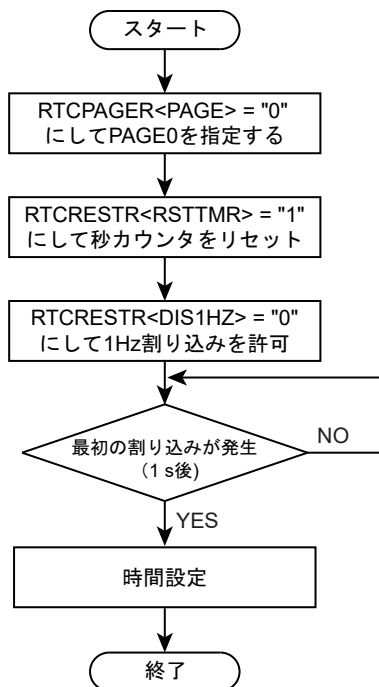 スタート
RTCPAGER<PAGE> = "0"
にしてPAGE0を指定する
RTCRESTR<RSTTMR> = "1"
にして秒カウンタをリセット
RTCRESTR<DIS1HZ> = "0"
にして1Hz割り込みを許可
最初の割り込みが発生
（1 s後)
NO
YES
時間設定
終了